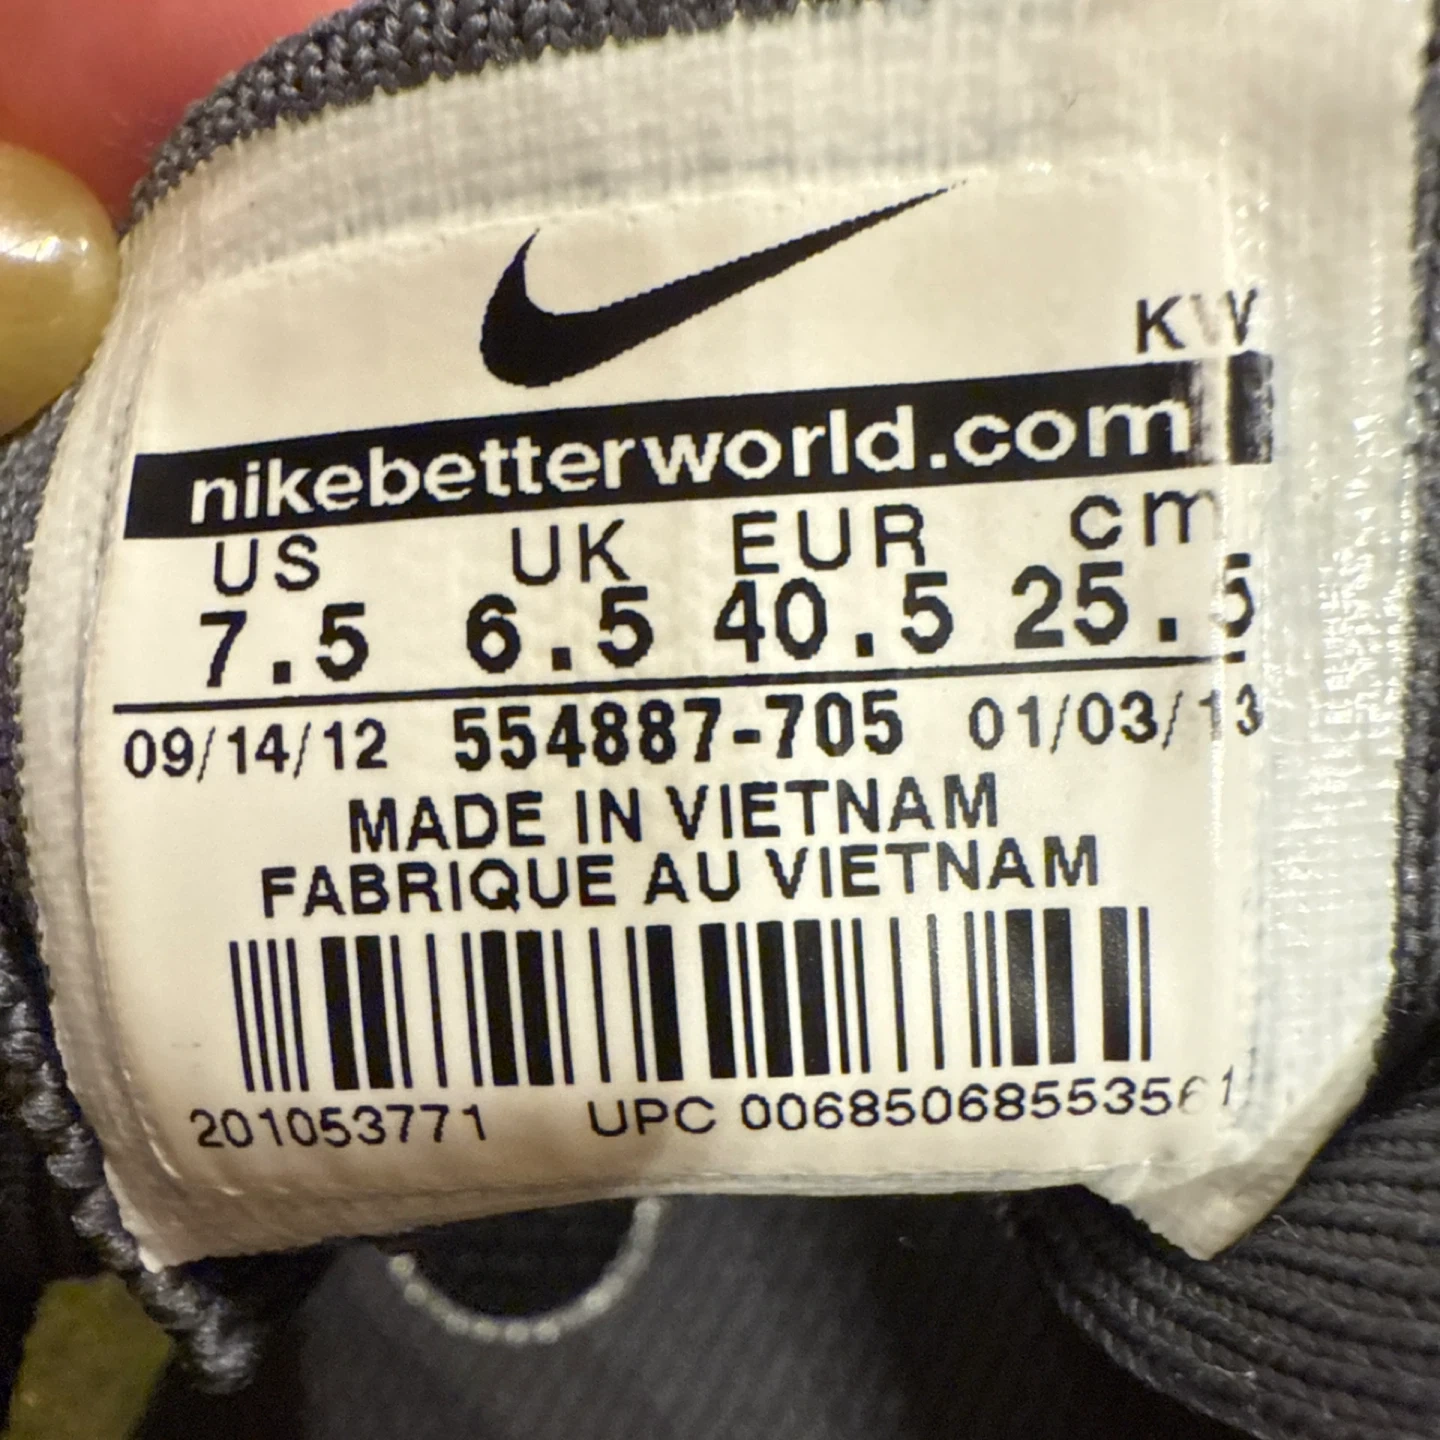 KW
nikebetterworld.com
US UK EUR cm
7.5 6.5 40.5 25.5
09/14/12 554887-705 01/03/13
MADE IN VIETNAM
FABRIQUE AU VIETNAM
201053771 UPC 00685068553561